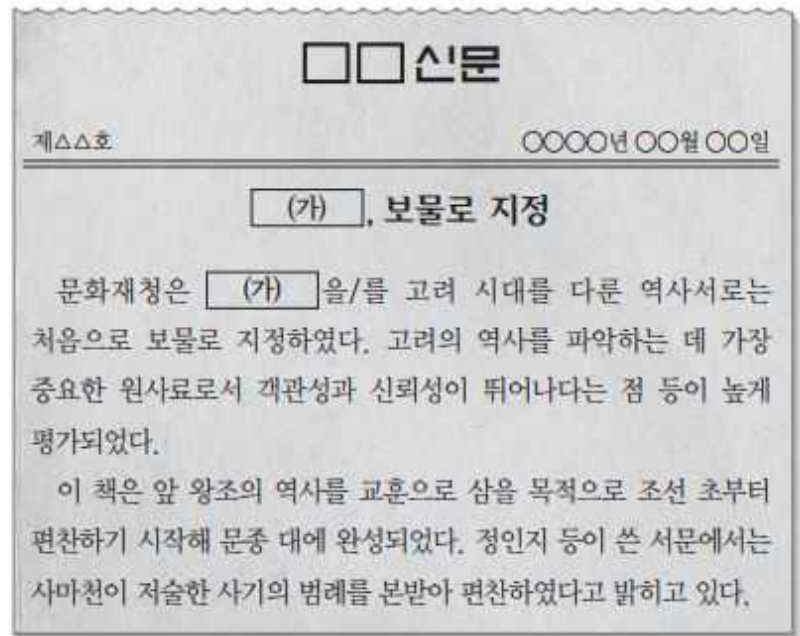 □□신문
제△△호 ○○○○년 ○○월 ○○일
(가), 보물로 지정
문화재청은 (가) 을/를 고려 시대를 다룬 역사서로는
처음으로 보물로 지정하였다. 고려의 역사를 파악하는 데 가장
중요한 원사료로서 객관성과 신뢰성이 뛰어나다는 점 등이 높게
평가되었다.
이 책은 앞 왕조의 역사를 교훈으로 삼을 목적으로 조선 초부터
편찬하기 시작해 문종 대에 완성되었다. 정인지 등이 쓴 서문에서는
사마천이 저술한 사기의 범례를 본받아 편찬하였다고 밝히고 있다.